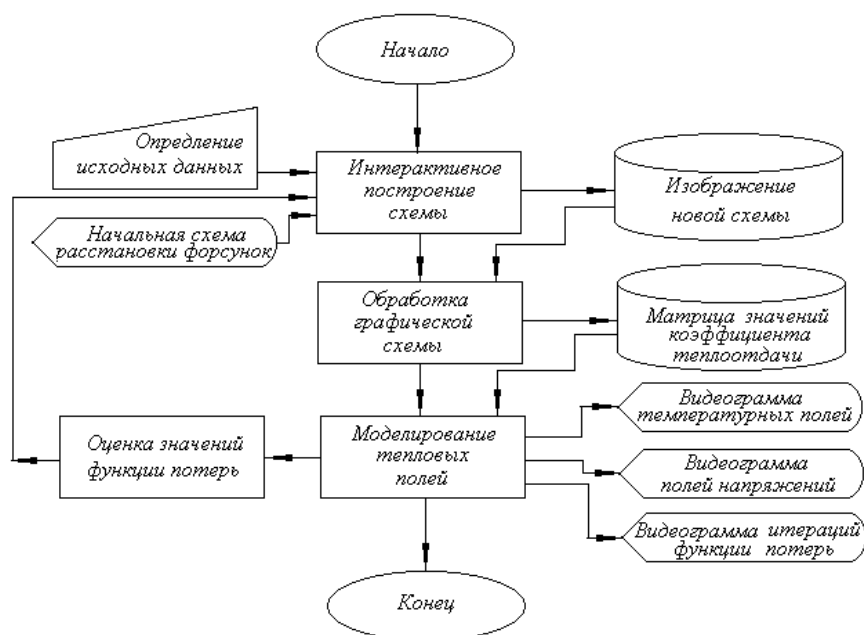 Начало
Опредление
исходных данных
Интерактивное
построение
схемы
Изображение
новой схемы
Начальная схема
расстановки форсунок
Обработка
графической
схемы
Матрица значений
коэффициента
теплоотдачи
Видеограмма
температурных полей
Оценка значений
функции потерь
Моделирование
тепловых
полей
Видеограмма
полей напряжений
Видеограмма итераций
функции потерь
Конец